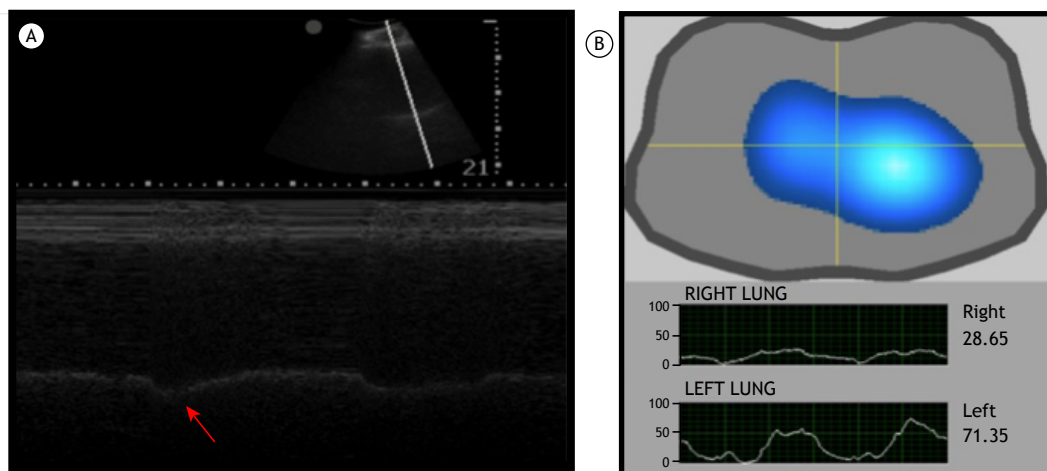 A
21
B
RIGHT LUNG
100
50
0
Right
28.65
LEFT LUNG
100
50
0
Left
71.35